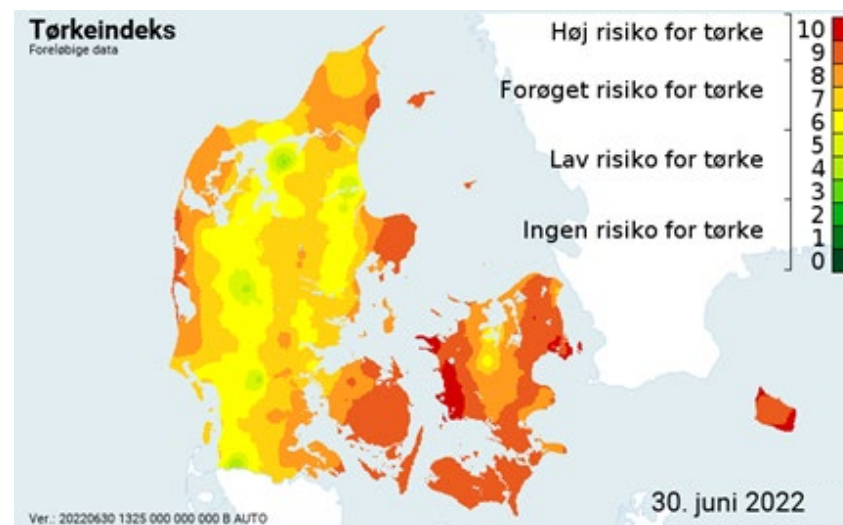 Tørkeindeks
Foreløbige data
Høj risiko for tørke
Forøget risiko for tørke
Lav risiko for tørke
Ingen risiko for tørke
10
9
8
7
6
5
4
3
2
1
0
30. juni 2022
Ver.: 20220630 1325 000 000 000 B AUTO